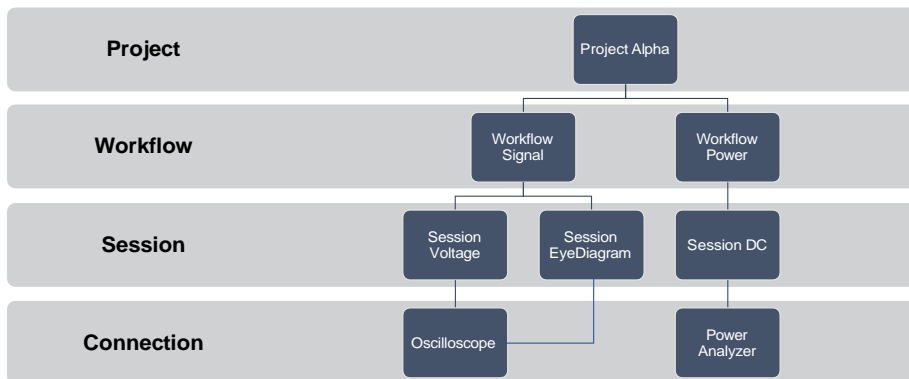 Project
Project Alpha
Workflow
Workflow
Signal
Workflow
Power
Session
Session
Voltage
Session
EyeDiagram
Session DC
Connection
Oscilloscope
Power
Analyzer